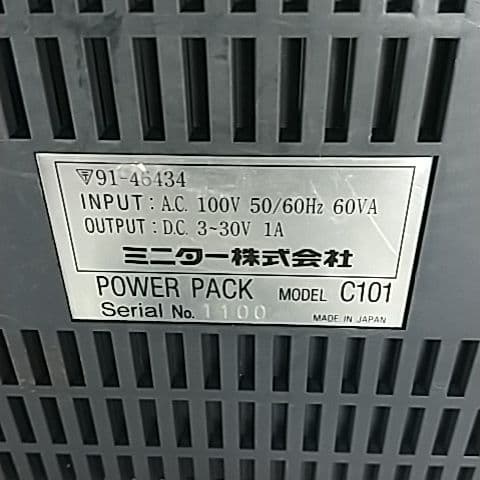 〒91-46434
INPUT: A.C. 100V 50/60Hz 60VA
OUTPUT: D.C. 3~30V 1A
ミニター株式会社
POWER PACK MODEL C101
Serial No. 1100
MADE IN JAPAN